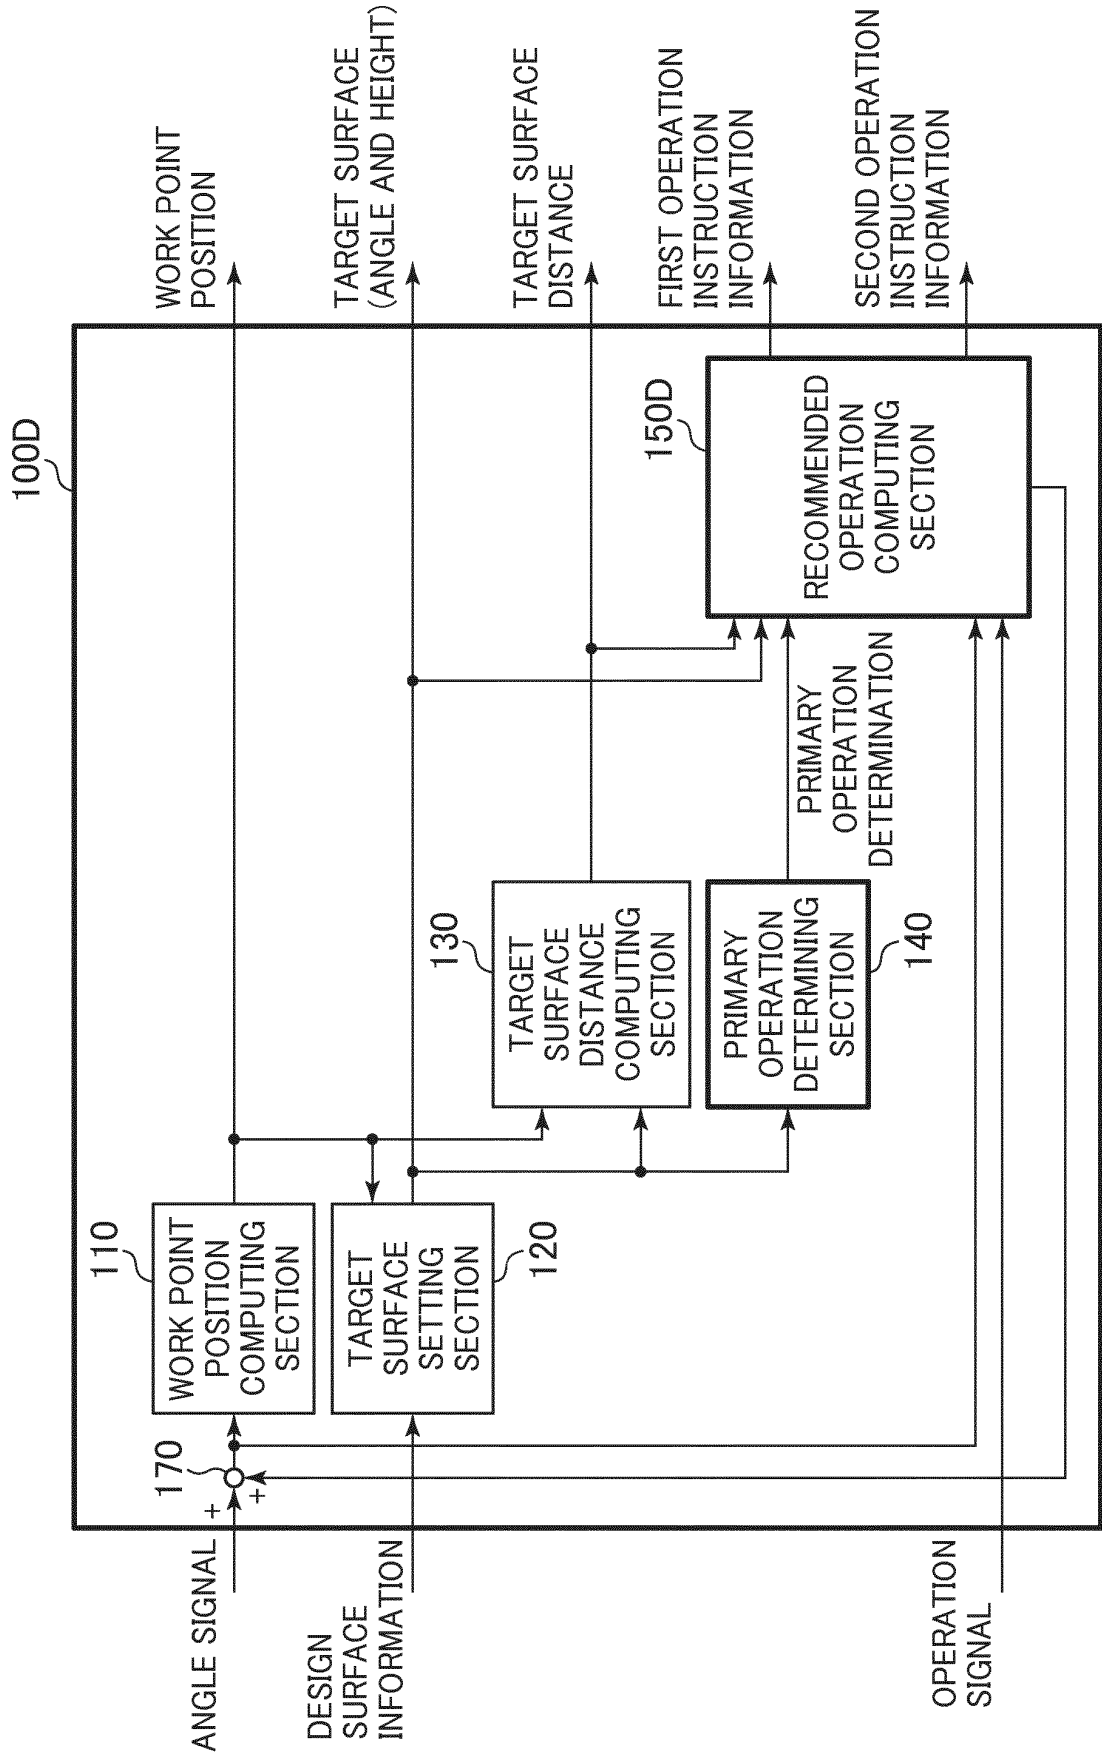 100D
ANGLE SIGNAL
+
+
170
110
WORK POINT
POSITION
COMPUTING
SECTION
WORK POINT
POSITION
DESIGN
SURFACE
INFORMATION
TARGET
SURFACE
SETTING
SECTION
120
TARGET SURFACE
(ANGLE AND HEIGHT)
130
TARGET
SURFACE
DISTANCE
COMPUTING
SECTION
TARGET SURFACE
DISTANCE
PRIMARY
OPERATION
DETERMINING
SECTION
140
PRIMARY
OPERATION
DETERMINATION
150D
RECOMMENDED
OPERATION
COMPUTING
SECTION
FIRST OPERATION
INSTRUCTION
INFORMATION
SECOND OPERATION
INSTRUCTION
INFORMATION
OPERATION
SIGNAL